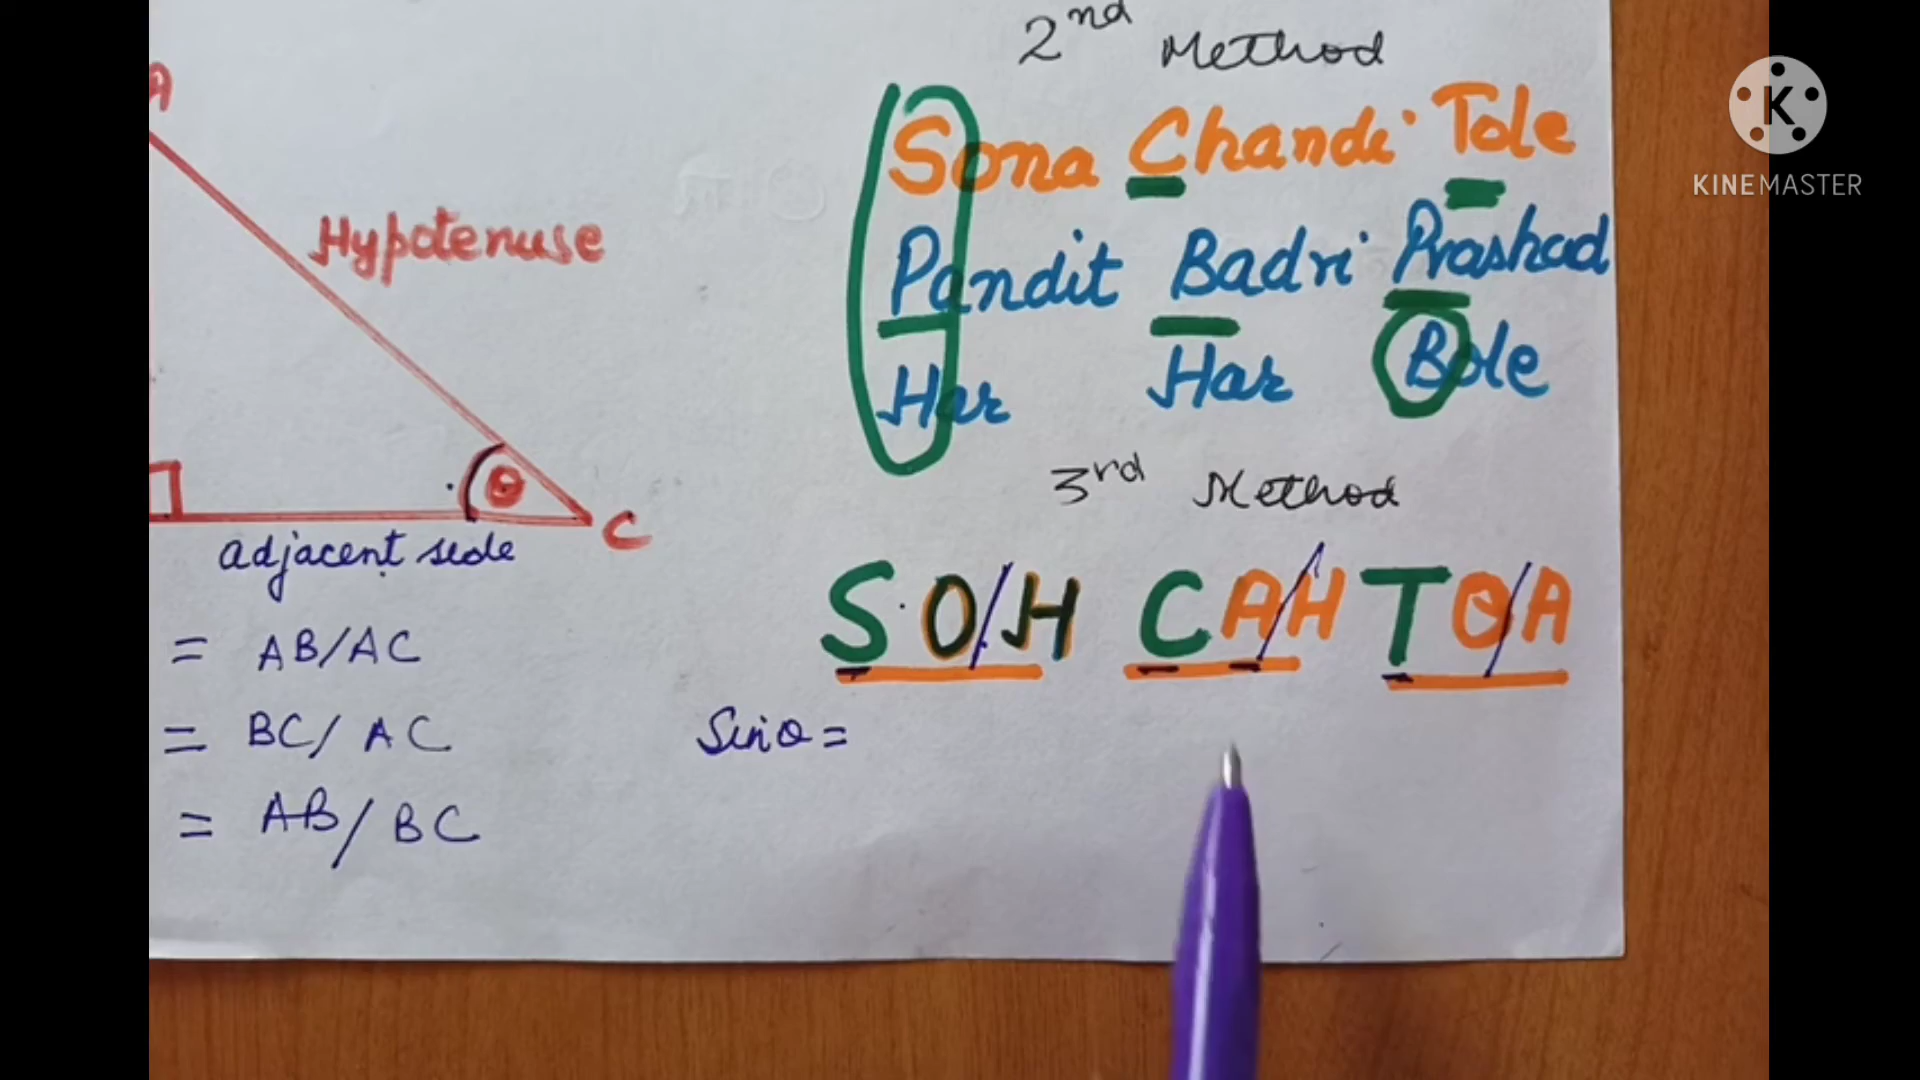 A
Hypotenuse
θ
C
adjacent side
= AB/AC
= BC/AC
= AB/BC
2nd Method
Sona Chandi Tole
Pandit Badri Prashad
Har Har Bole
3rd Method
S O/H C A/H T O/A
Sinθ =
K
KINEMASTER